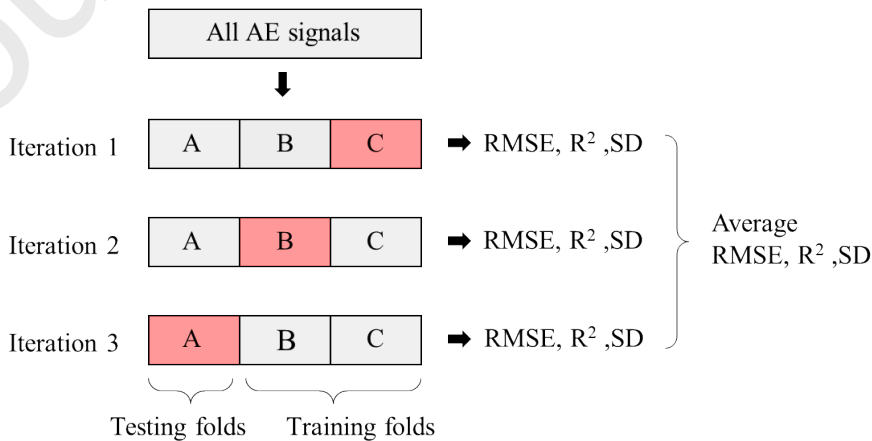 All AE signals
Iteration 1 A B C RMSE, R² ,SD
Iteration 2 A B C RMSE, R² ,SD
Average
RMSE, R² ,SD
Iteration 3 A B C RMSE, R² ,SD
Testing folds Training folds